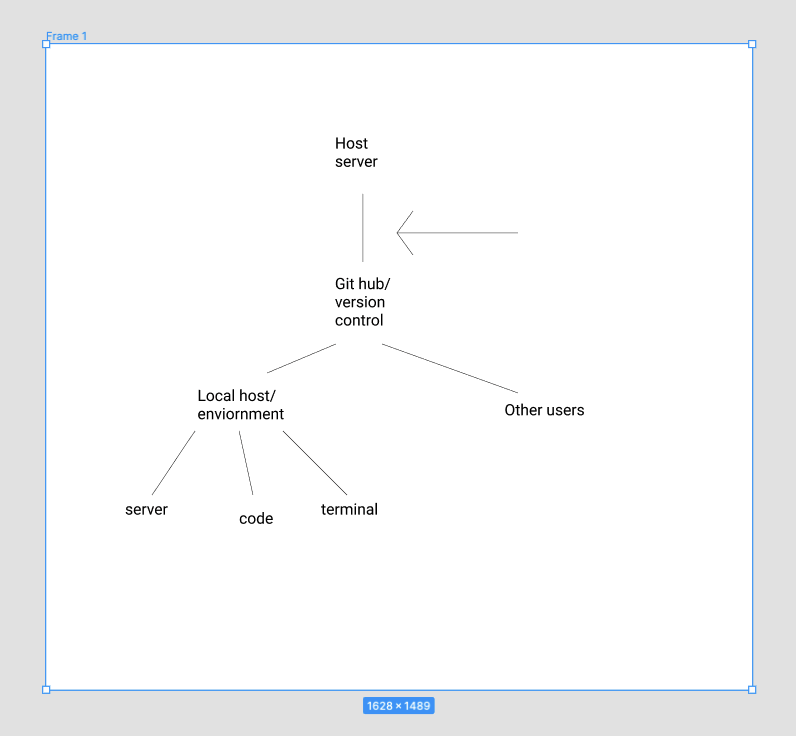 Frame 1
Host
server
Git hub/
version
control
Local host/
enviornment
Other users
server
code
terminal
1628 × 1489